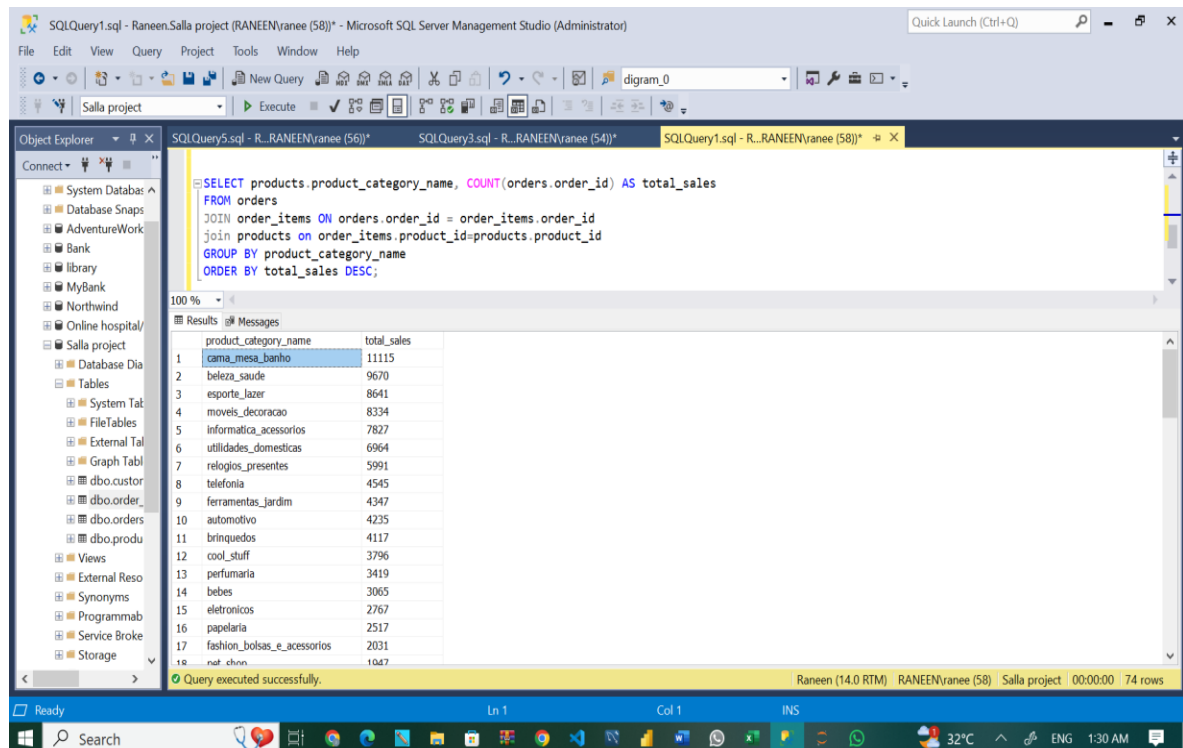 SQLQuery1.sql - Raneen.Salla project (RANEEN\ranee (58))* - Microsoft SQL Server Management Studio (Administrator)
Quick Launch (Ctrl+Q)
File Edit View Query Project Tools Window Help
New Query digram_0
Salla project Execute
Object Explorer
SQLQuery5.sql - R...RANEEN\ranee (56))* SQLQuery3.sql - R...RANEEN\ranee (54))* SQLQuery1.sql - R...RANEEN\ranee (58))*
Connect
System Databas
Database Snaps
AdventureWork
Bank
library
MyBank
Northwind
Online hospital/
Salla project
Database Dia
Tables
System Tab
FileTables
External Tal
Graph Tabl
dbo.custor
dbo.order_
dbo.orders
dbo.produ
Views
External Reso
Synonyms
Programmab
Service Broke
Storage
SELECT products.product_category_name, COUNT(orders.order_id) AS total_sales
FROM orders
JOIN order_items ON orders.order_id = order_items.order_id
join products on order_items.product_id=products.product_id
GROUP BY product_category_name
ORDER BY total_sales DESC;
100 %
Results Messages
product_category_name total_sales
1 cama_mesa_banho 11115
2 beleza_saude 9670
3 esporte_lazer 8641
4 moveis_decoracao 8334
5 informatica_acessorios 7827
6 utilidades_domesticas 6964
7 relogios_presentes 5991
8 telefonia 4545
9 ferramentas_jardim 4347
10 automotivo 4235
11 brinquedos 4117
12 cool_stuff 3796
13 perfumaria 3419
14 bebes 3065
15 eletronicos 2767
16 papelaria 2517
17 fashion_bolsas_e_acessorios 2031
18 pet_shop 1947
Query executed successfully.
Raneen (14.0 RTM) RANEEN\ranee (58) Salla project 00:00:00 74 rows
Ready Ln 1 Col 1 INS
Search 32°C ENG 1:30 AM